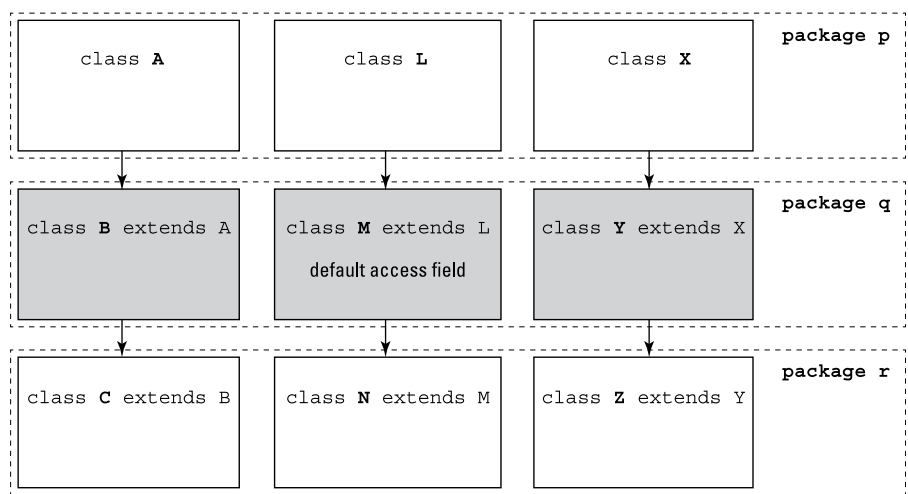 package p
class A
class L
class X
package q
class B extends A
class M extends L
default access field
class Y extends X
package r
class C extends B
class N extends M
class Z extends Y